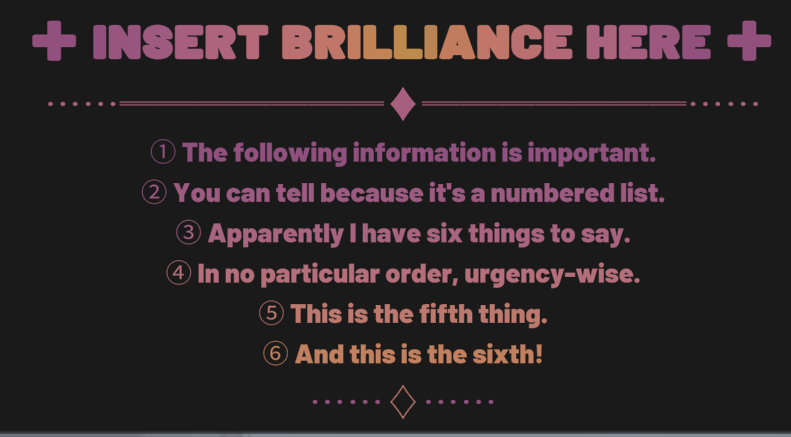 INSERT BRILLIANCE HERE
① The following information is important.
② You can tell because it's a numbered list.
③ Apparently I have six things to say.
④ In no particular order, urgency-wise.
⑤ This is the fifth thing.
⑥ And this is the sixth!